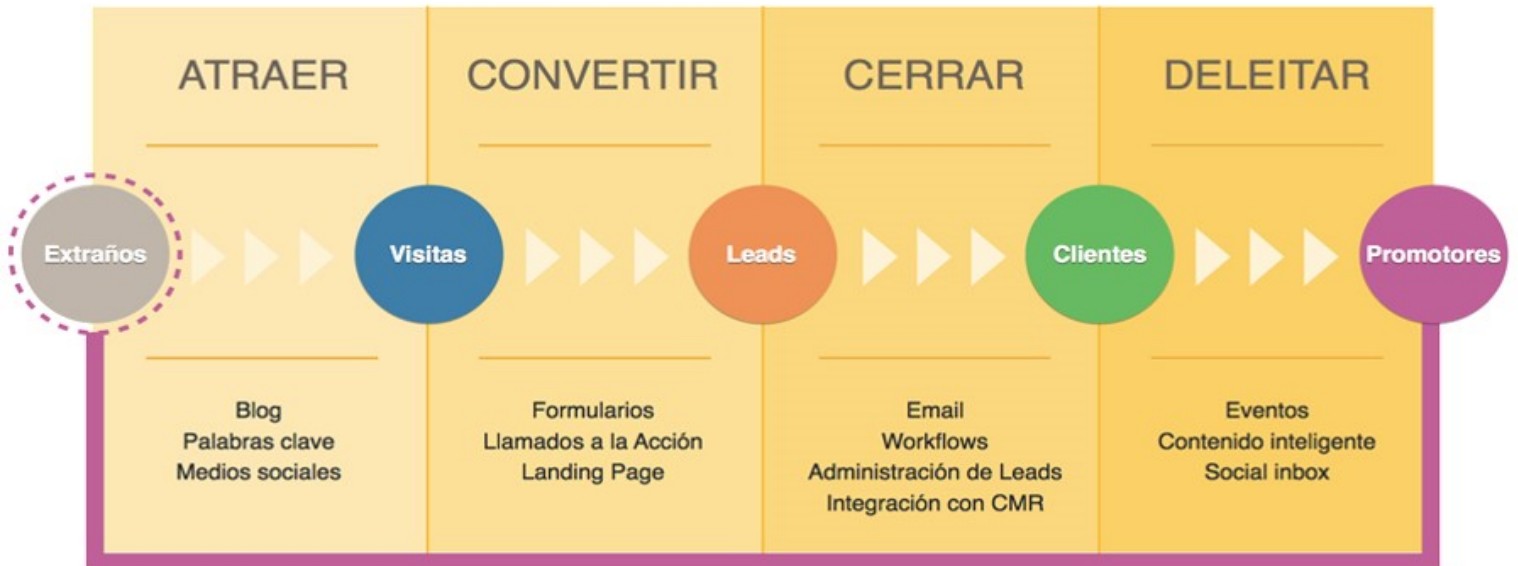 ATRAER
CONVERTIR
CERRAR
DELEITAR
Extraños
Visitas
Leads
Clientes
Promotores
Blog
Palabras clave
Medios sociales
Formularios
Llamados a la Acción
Landing Page
Email
Workflows
Administración de Leads
Integración con CMR
Eventos
Contenido inteligente
Social inbox